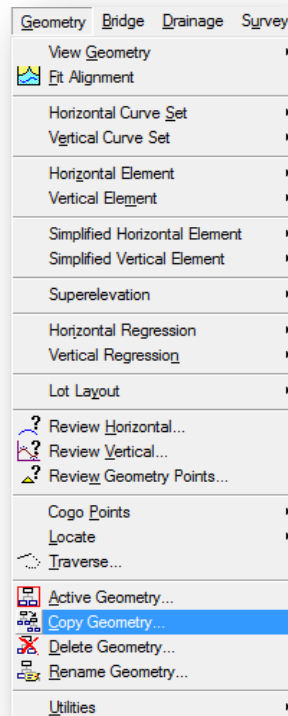 Geometry Bridge Drainage Survey
View Geometry
Fit Alignment
Horizontal Curve Set
Vertical Curve Set
Horizontal Element
Vertical Element
Simplified Horizontal Element
Simplified Vertical Element
Superelevation
Horizontal Regression
Vertical Regression
Lot Layout
Review Horizontal...
Review Vertical...
Review Geometry Points...
Cogo Points
Locate
Traverse...
Active Geometry...
Copy Geometry...
Delete Geometry...
Rename Geometry...
Utilities